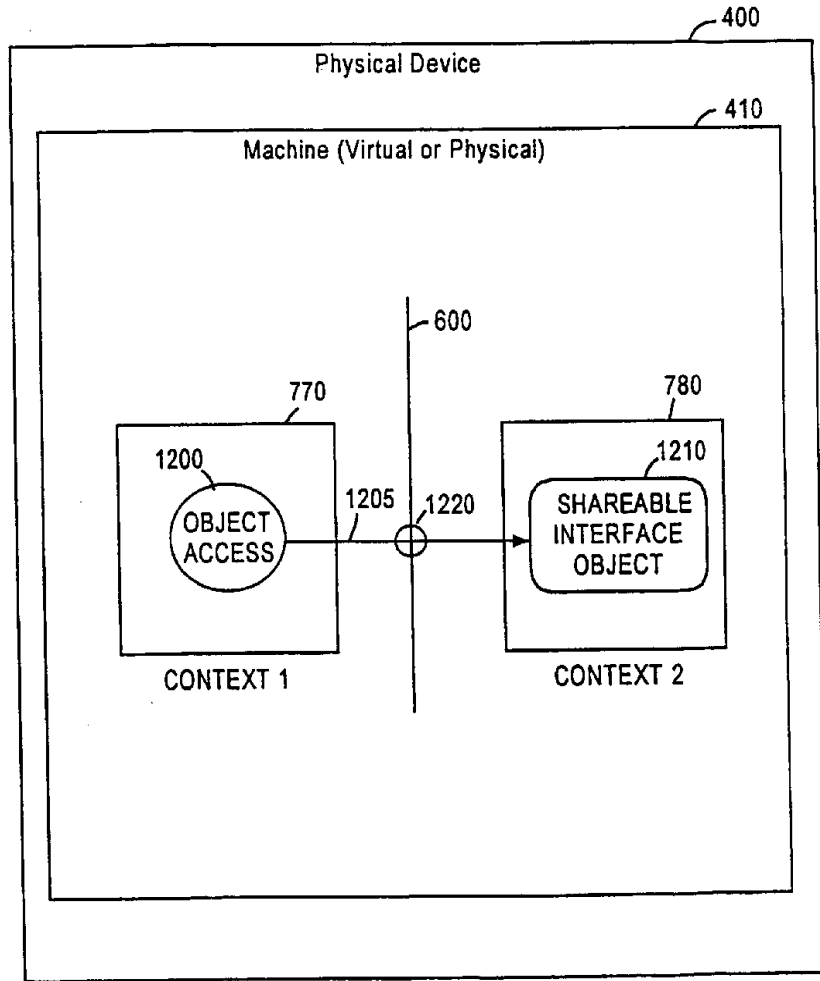 400
Physical Device
410
Machine (Virtual or Physical)
600
770
780
1200
1210
OBJECT
ACCESS
1205
1220
SHAREABLE
INTERFACE
OBJECT
CONTEXT 1
CONTEXT 2